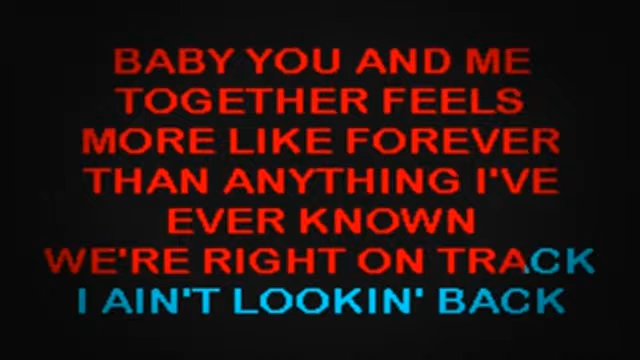 BABY YOU AND ME
TOGETHER FEELS
MORE LIKE FOREVER
THAN ANYTHING I'VE
EVER KNOWN
WE'RE RIGHT ON TRACK
I AIN'T LOOKIN' BACK